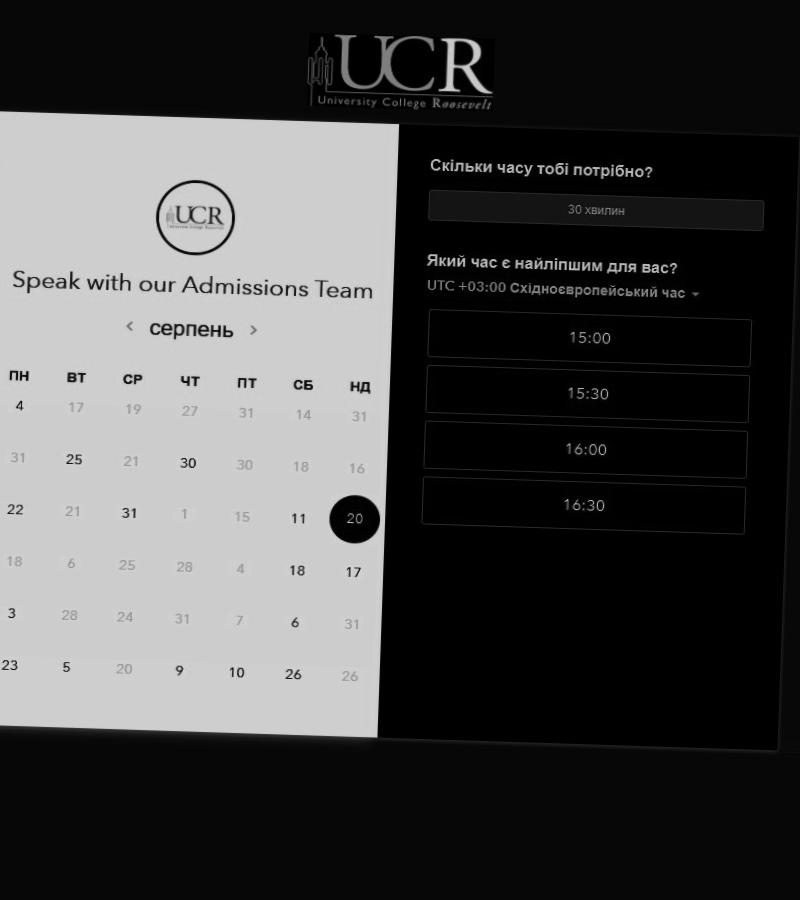 UCR
University College Roosevelt
UCR
University College Roosevelt
Speak with our Admissions Team
серпень
ПН ВТ СР ЧТ ПТ СБ НД
4 17 19 27 31 14 31
31 25 21 30 30 18 16
22 21 31 1 15 11 20
18 6 25 28 4 18 17
3 28 24 31 7 6 31
23 5 20 9 10 26 26
Скільки часу тобі потрібно?
30 хвилин
Який час є найліпшим для вас?
UTC +03:00 Східноєвропейський час
15:00
15:30
16:00
16:30